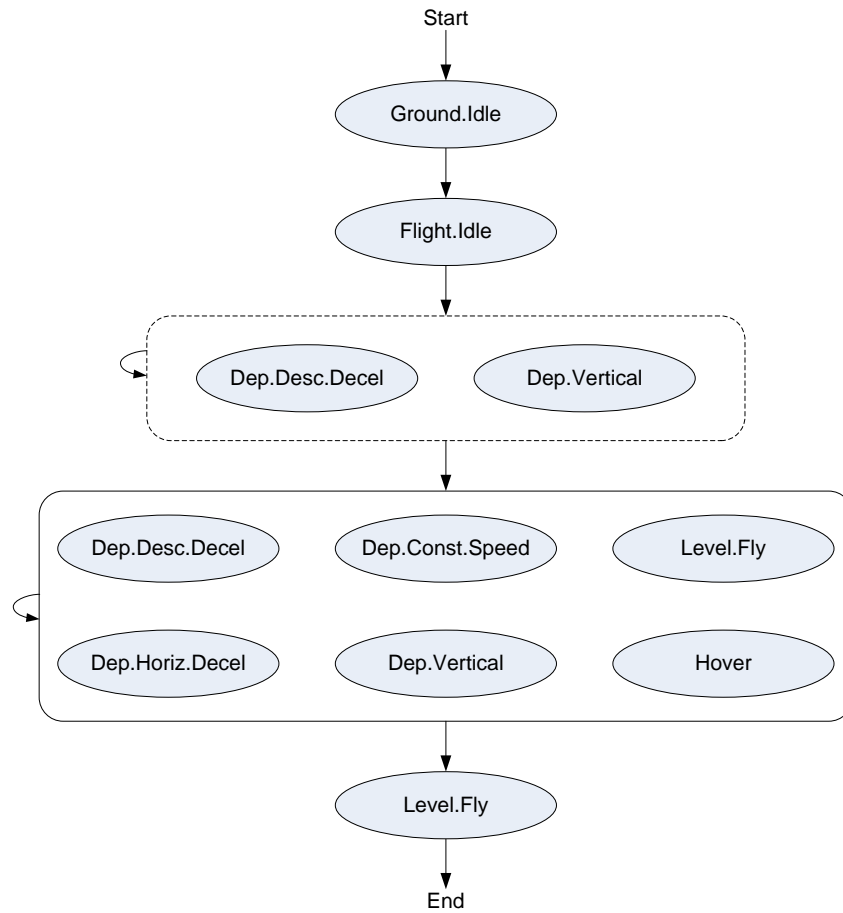 Start
Ground.Idle
Flight.Idle
Dep.Desc.Decel
Dep.Vertical
Dep.Desc.Decel
Dep.Const.Speed
Level.Fly
Dep.Horiz.Decel
Dep.Vertical
Hover
Level.Fly
End